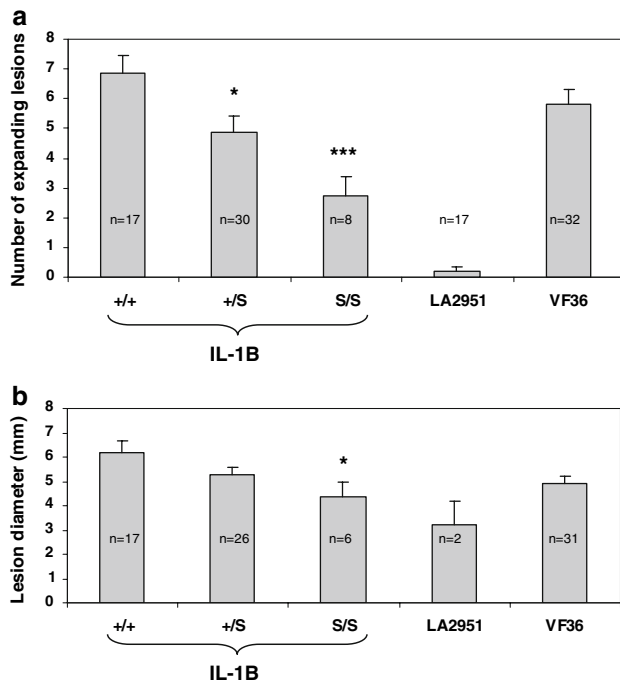 a
Number of expanding lesions
8
7
6
5
4
3
2
1
0
*
***
n=17
n=30
n=8
n=17
n=32
+/+
+/S
S/S
LA2951
VF36
IL-1B
b
Lesion diameter (mm)
8
7
6
5
4
3
2
1
0
*
n=17
n=26
n=6
n=2
n=31
+/+
+/S
S/S
LA2951
VF36
IL-1B